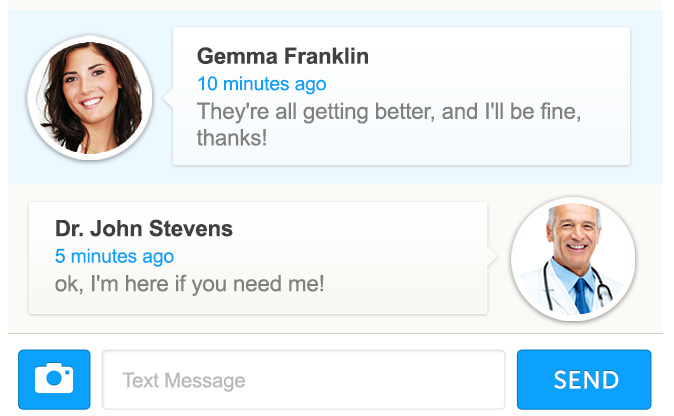 Gemma Franklin
10 minutes ago
They're all getting better, and I'll be fine,
thanks!
Dr. John Stevens
5 minutes ago
ok, I'm here if you need me!
Text Message
SEND